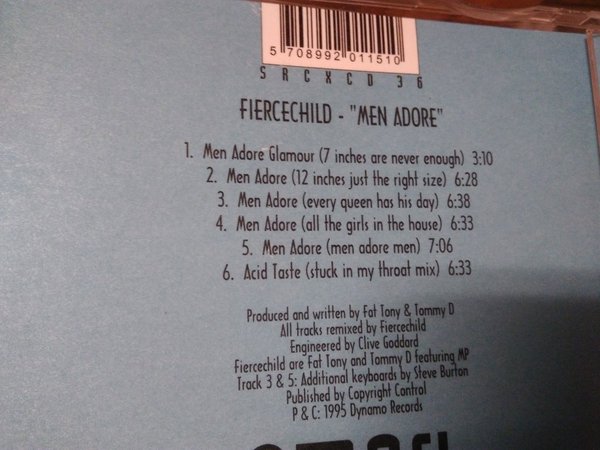 5 708992 011510
SRCXCD 36
FIERCECHILD - "MEN ADORE"
1. Men Adore Glamour (7 inches are never enough) 3:10
2. Men Adore (12 inches just the right size) 6:28
3. Men Adore (every queen has his day) 6:38
4. Men Adore (all the girls in the house) 6:33
5. Men Adore (men adore men) 7:06
6. Acid Taste (stuck in my throat mix) 6:33
Produced and written by Fat Tony & Tommy D
All tracks remixed by Fiercechild
Engineered by Clive Goddard
Fiercechild are Fat Tony and Tommy D featuring MP
Track 3 & 5: Additional keyboards by Steve Burton
Published by Copyright Control
P & C: 1995 Dynamo Records